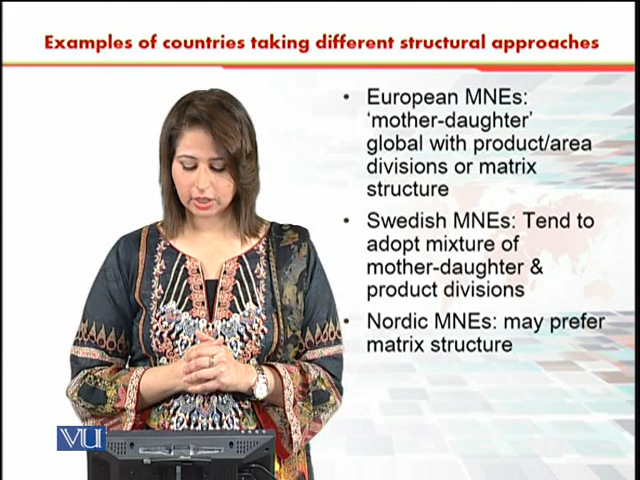 Examples of countries taking different structural approaches
• European MNEs:
'mother-daughter'
global with product/area
divisions or matrix
structure
• Swedish MNEs: Tend to
adopt mixture of
mother-daughter &
product divisions
• Nordic MNEs: may prefer
matrix structure
VU